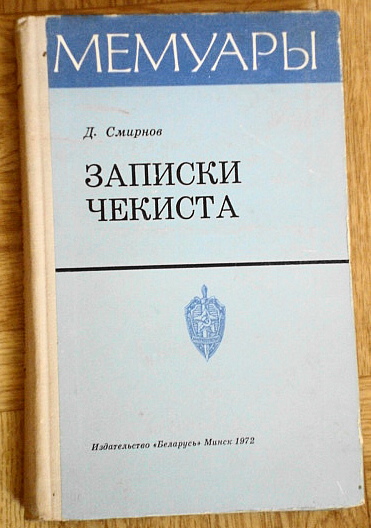 МЕМУАРЫ
Д. Смирнов
ЗАПИСКИ
ЧЕКИСТА
Издательство «Беларусь» Минск 1972